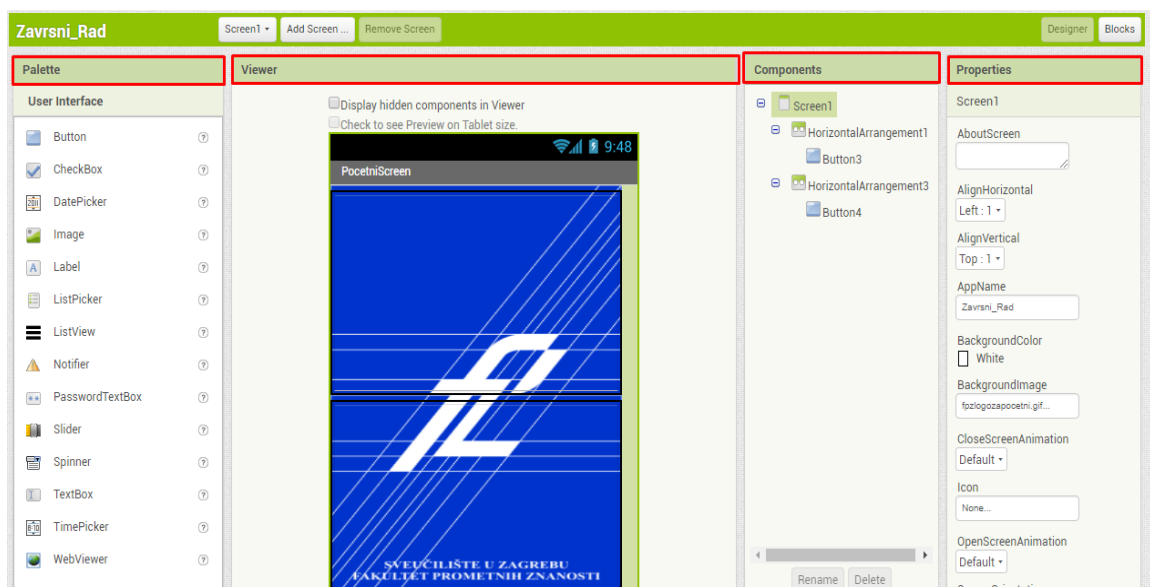 Zavrsni_Rad
Screen1
Add Screen ...
Remove Screen
Designer
Blocks
Palette
User Interface
Button
CheckBox
DatePicker
Image
Label
ListPicker
ListView
Notifier
PasswordTextBox
Slider
Spinner
TextBox
TimePicker
WebViewer
Viewer
Display hidden components in Viewer
Check to see Preview on Tablet size.
9:48
PocetniScreen
SVEUČILIŠTE U ZAGREBU
FAKULTET PROMETNIH ZNANOSTI
Components
Screen1
HorizontalArrangement1
Button3
HorizontalArrangement3
Button4
Rename
Delete
Properties
Screen1
AboutScreen
AlignHorizontal
Left : 1
AlignVertical
Top : 1
AppName
Zavrsni_Rad
BackgroundColor
White
BackgroundImage
fpzlogozapocetni.gif...
CloseScreenAnimation
Default
Icon
None...
OpenScreenAnimation
Default